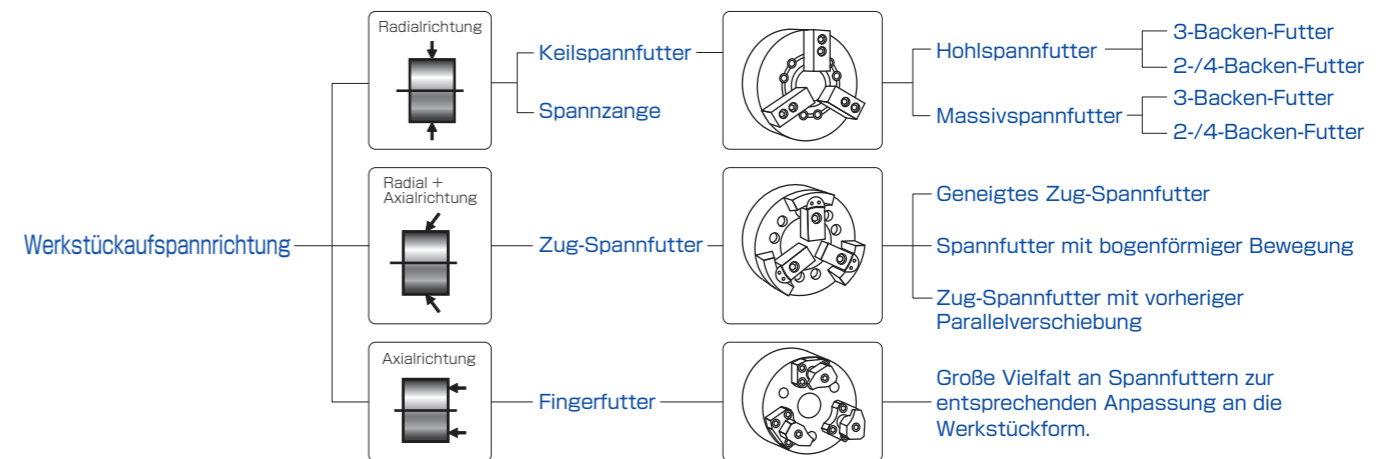 Werkstückaufspannrichtung
Radialrichtung
Keilspannfutter
Spannzange
Hohlspannfutter
3-Backen-Futter
2-/4-Backen-Futter
Massivspannfutter
3-Backen-Futter
2-/4-Backen-Futter
Radial +
Axialrichtung
Zug-Spannfutter
Geneigtes Zug-Spannfutter
Spannfutter mit bogenförmiger Bewegung
Zug-Spannfutter mit vorheriger
Parallelverschiebung
Axialrichtung
Fingerfutter
Große Vielfalt an Spannfuttern zur
entsprechenden Anpassung an die
Werkstückform.